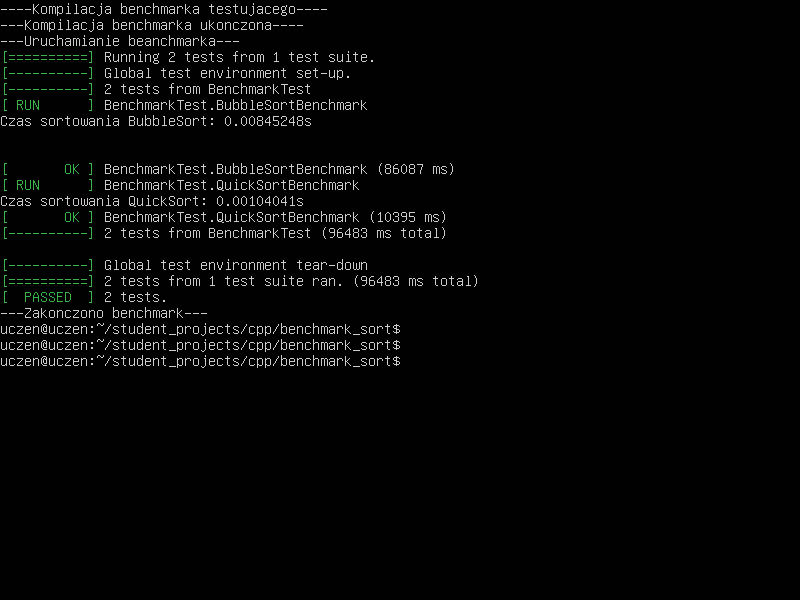 ----Kompilacja benchmarka testujacego----
---Kompilacja benchmarka ukonczona----
---Uruchamianie beanchmarka---
[==========] Running 2 tests from 1 test suite.
[----------] Global test environment set-up.
[----------] 2 tests from BenchmarkTest
[ RUN      ] BenchmarkTest.BubbleSortBenchmark
Czas sortowania BubbleSort: 0.00845248s
[       OK ] BenchmarkTest.BubbleSortBenchmark (86087 ms)
[ RUN      ] BenchmarkTest.QuickSortBenchmark
Czas sortowania QuickSort: 0.00104041s
[       OK ] BenchmarkTest.QuickSortBenchmark (10395 ms)
[----------] 2 tests from BenchmarkTest (96483 ms total)
[----------] Global test environment tear-down
[==========] 2 tests from 1 test suite ran. (96483 ms total)
[  PASSED  ] 2 tests.
---Zakonczono benchmark---
uczen@uczen:~/student_projects/cpp/benchmark_sort$
uczen@uczen:~/student_projects/cpp/benchmark_sort$
uczen@uczen:~/student_projects/cpp/benchmark_sort$